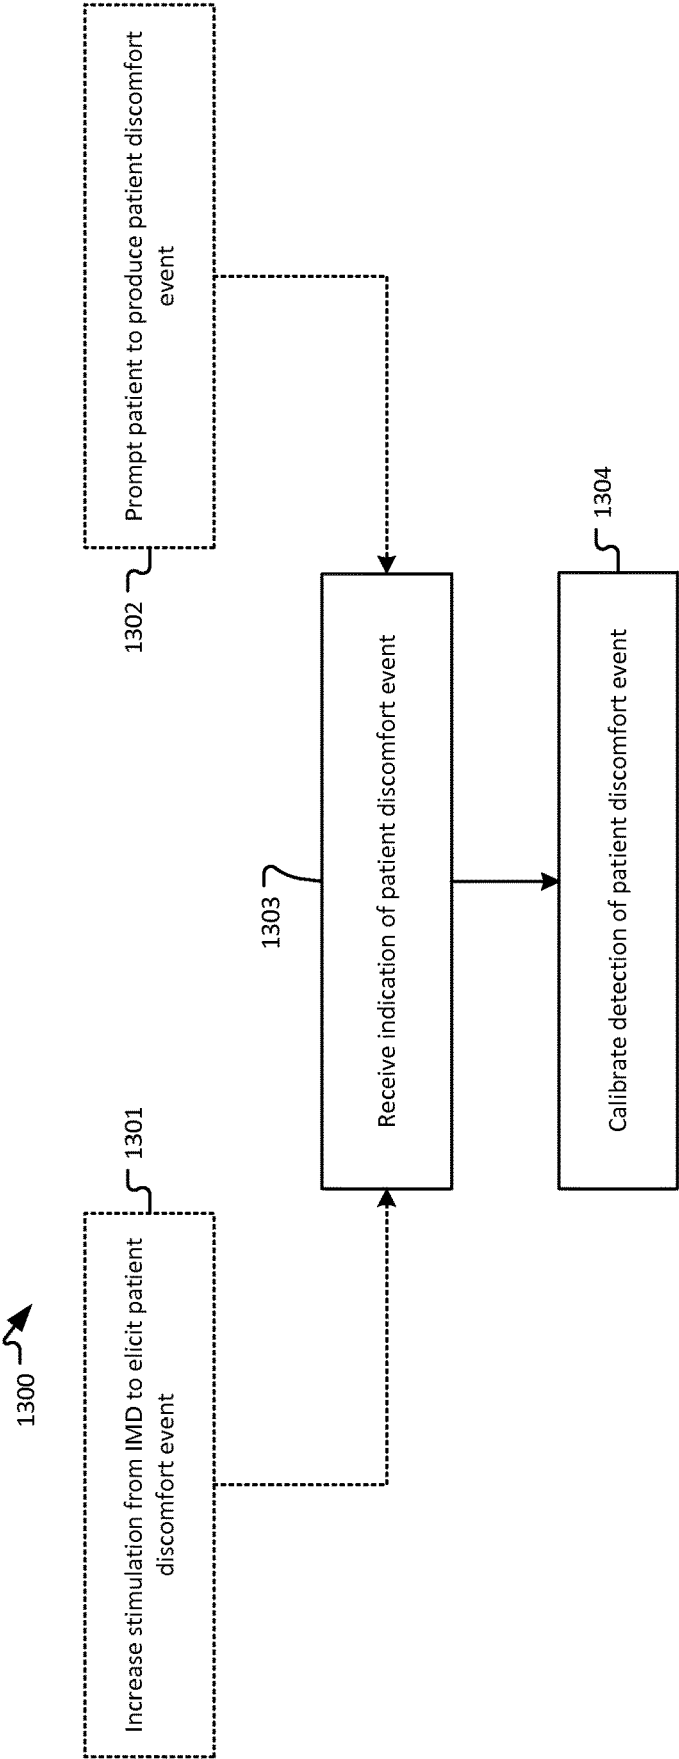 1300
1301
Increase stimulation from IMD to elicit patient
discomfort event
1302
Prompt patient to produce patient discomfort
event
1303
Receive indication of patient discomfort event
1304
Calibrate detection of patient discomfort event